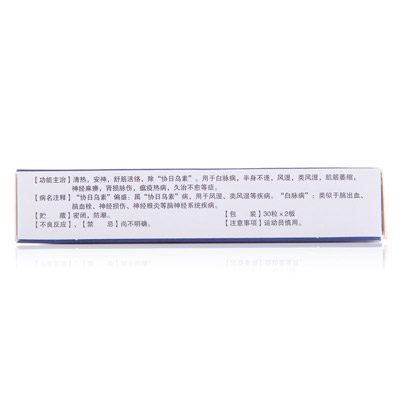 【功能主治】清热，安神，舒筋活络，除“协日乌素”。用于白脉病，半身不遂，风湿，类风湿，肌筋萎缩，
神经麻痹，肾损脉伤，瘟疫热病，久治不愈等症。
【病名注释】“协日乌素”偏盛：属“协日乌素”病，用于风湿、类风湿等疾病。“白脉病”：类似于脑出血、
脑血栓、神经损伤、神经根炎等脑神经系统疾病。
【贮　　藏】密闭，防潮。　【包　　装】30粒×2板
【不良反应】、【禁　　忌】尚不明确。　【注意事项】运动员慎用。